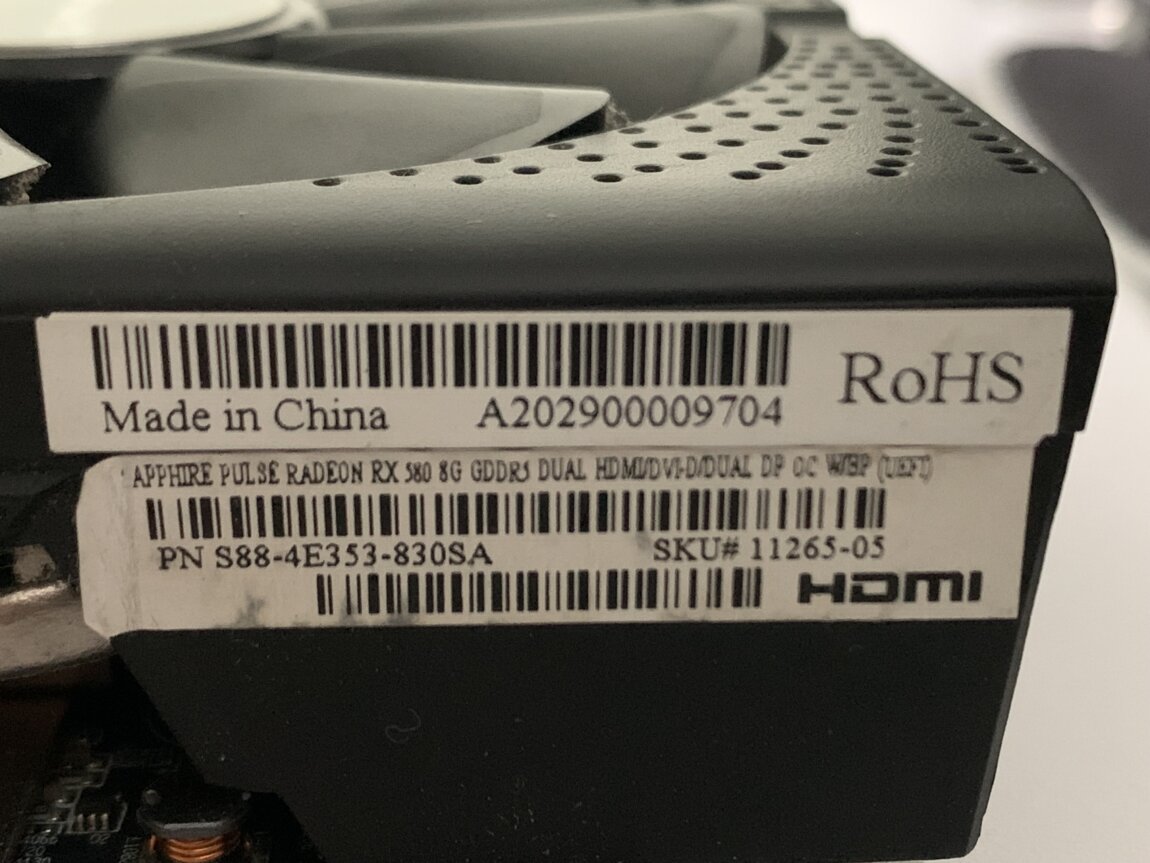 Made in China A202900009704 RoHS
APPHIRE PULSE RADEON RX 580 8G GDDR5 DUAL HDMI/DVI-D/DUAL DP OC W/BP (UEFI)
PN S88-4E353-830SA SKU# 11265-05
HDMI